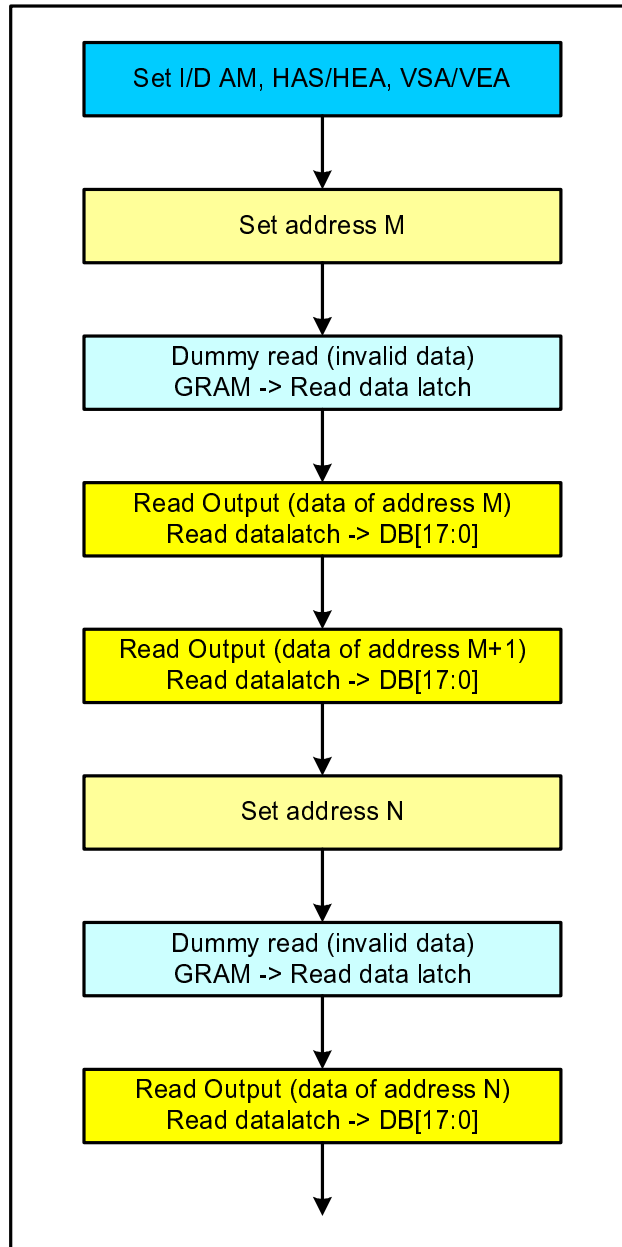 Set I/D AM, HAS/HEA, VSA/VEA
Set address M
Dummy read (invalid data)
GRAM -> Read data latch
Read Output (data of address M)
Read datalatch -> DB[17:0]
Read Output (data of address M+1)
Read datalatch -> DB[17:0]
Set address N
Dummy read (invalid data)
GRAM -> Read data latch
Read Output (data of address N)
Read datalatch -> DB[17:0]